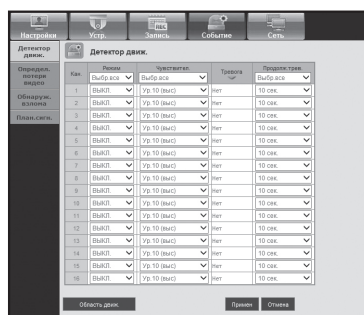 Настройки Устр. Запись Событие Сеть
REC
Детектор движ.
Определ. потери видео
Обнаруж. взлома
План.сигн.
Детектор движ.
Кан. Режим Чувствител. Тревога Продолж.трев.
Выбр.все Выбр.все Выбр.все
1 ВЫКЛ. Ур.10 (выс) Нет 10 сек.
2 ВЫКЛ. Ур.10 (выс) Нет 10 сек.
3 ВЫКЛ. Ур.10 (выс) Нет 10 сек.
4 ВЫКЛ. Ур.10 (выс) Нет 10 сек.
5 ВЫКЛ. Ур.10 (выс) Нет 10 сек.
6 ВЫКЛ. Ур.10 (выс) Нет 10 сек.
7 ВЫКЛ. Ур.10 (выс) Нет 10 сек.
8 ВЫКЛ. Ур.10 (выс) Нет 10 сек.
9 ВЫКЛ. Ур.10 (выс) Нет 10 сек.
10 ВЫКЛ. Ур.10 (выс) Нет 10 сек.
11 ВЫКЛ. Ур.10 (выс) Нет 10 сек.
12 ВЫКЛ. Ур.10 (выс) Нет 10 сек.
13 ВЫКЛ. Ур.10 (выс) Нет 10 сек.
14 ВЫКЛ. Ур.10 (выс) Нет 10 сек.
15 ВЫКЛ. Ур.10 (выс) Нет 10 сек.
16 ВЫКЛ. Ур.10 (выс) Нет 10 сек.
Область движ. Примен Отмена